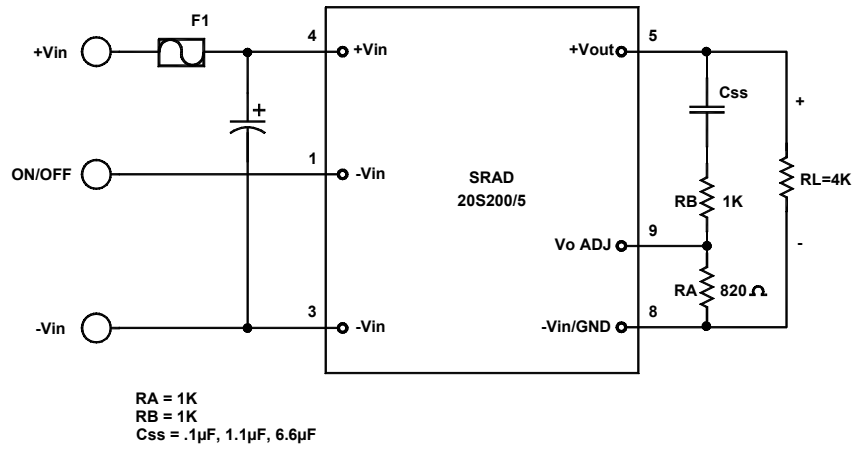 F1
+Vin
4
+Vin
+
ON/OFF
1
-Vin
-Vin
3
-Vin
SRAD
20S200/5
+Vout
5
Css
+
RL=4K
RB 1K
-
Vo ADJ
9
RA 820Ω
-Vin/GND
8
RA = 1K
RB = 1K
Css = .1µF, 1.1µF, 6.6µF